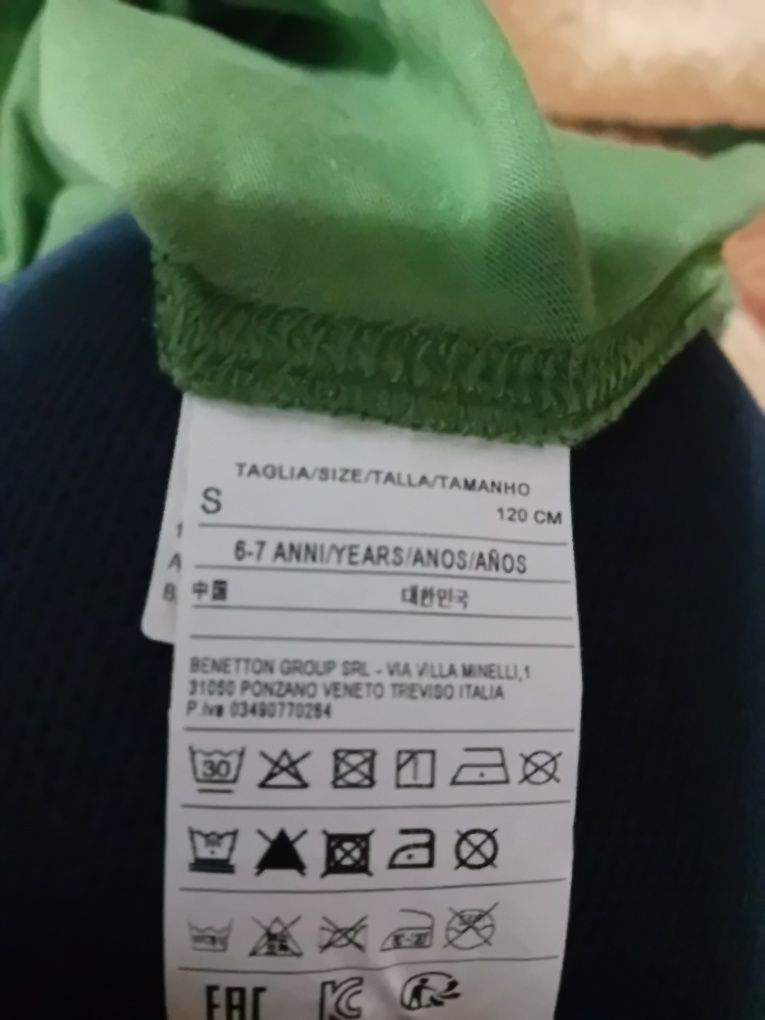 TAGLIA/SIZE/TALLA/TAMANHO
S 120 CM
6-7 ANNI/YEARS/ANOS/AÑOS
中国 대한민국
BENETTON GROUP SRL - VIA VILLA MINELLI,1
31050 PONZANO VENETO TREVISO ITALIA
P.Iva 03490770264
30
EAC